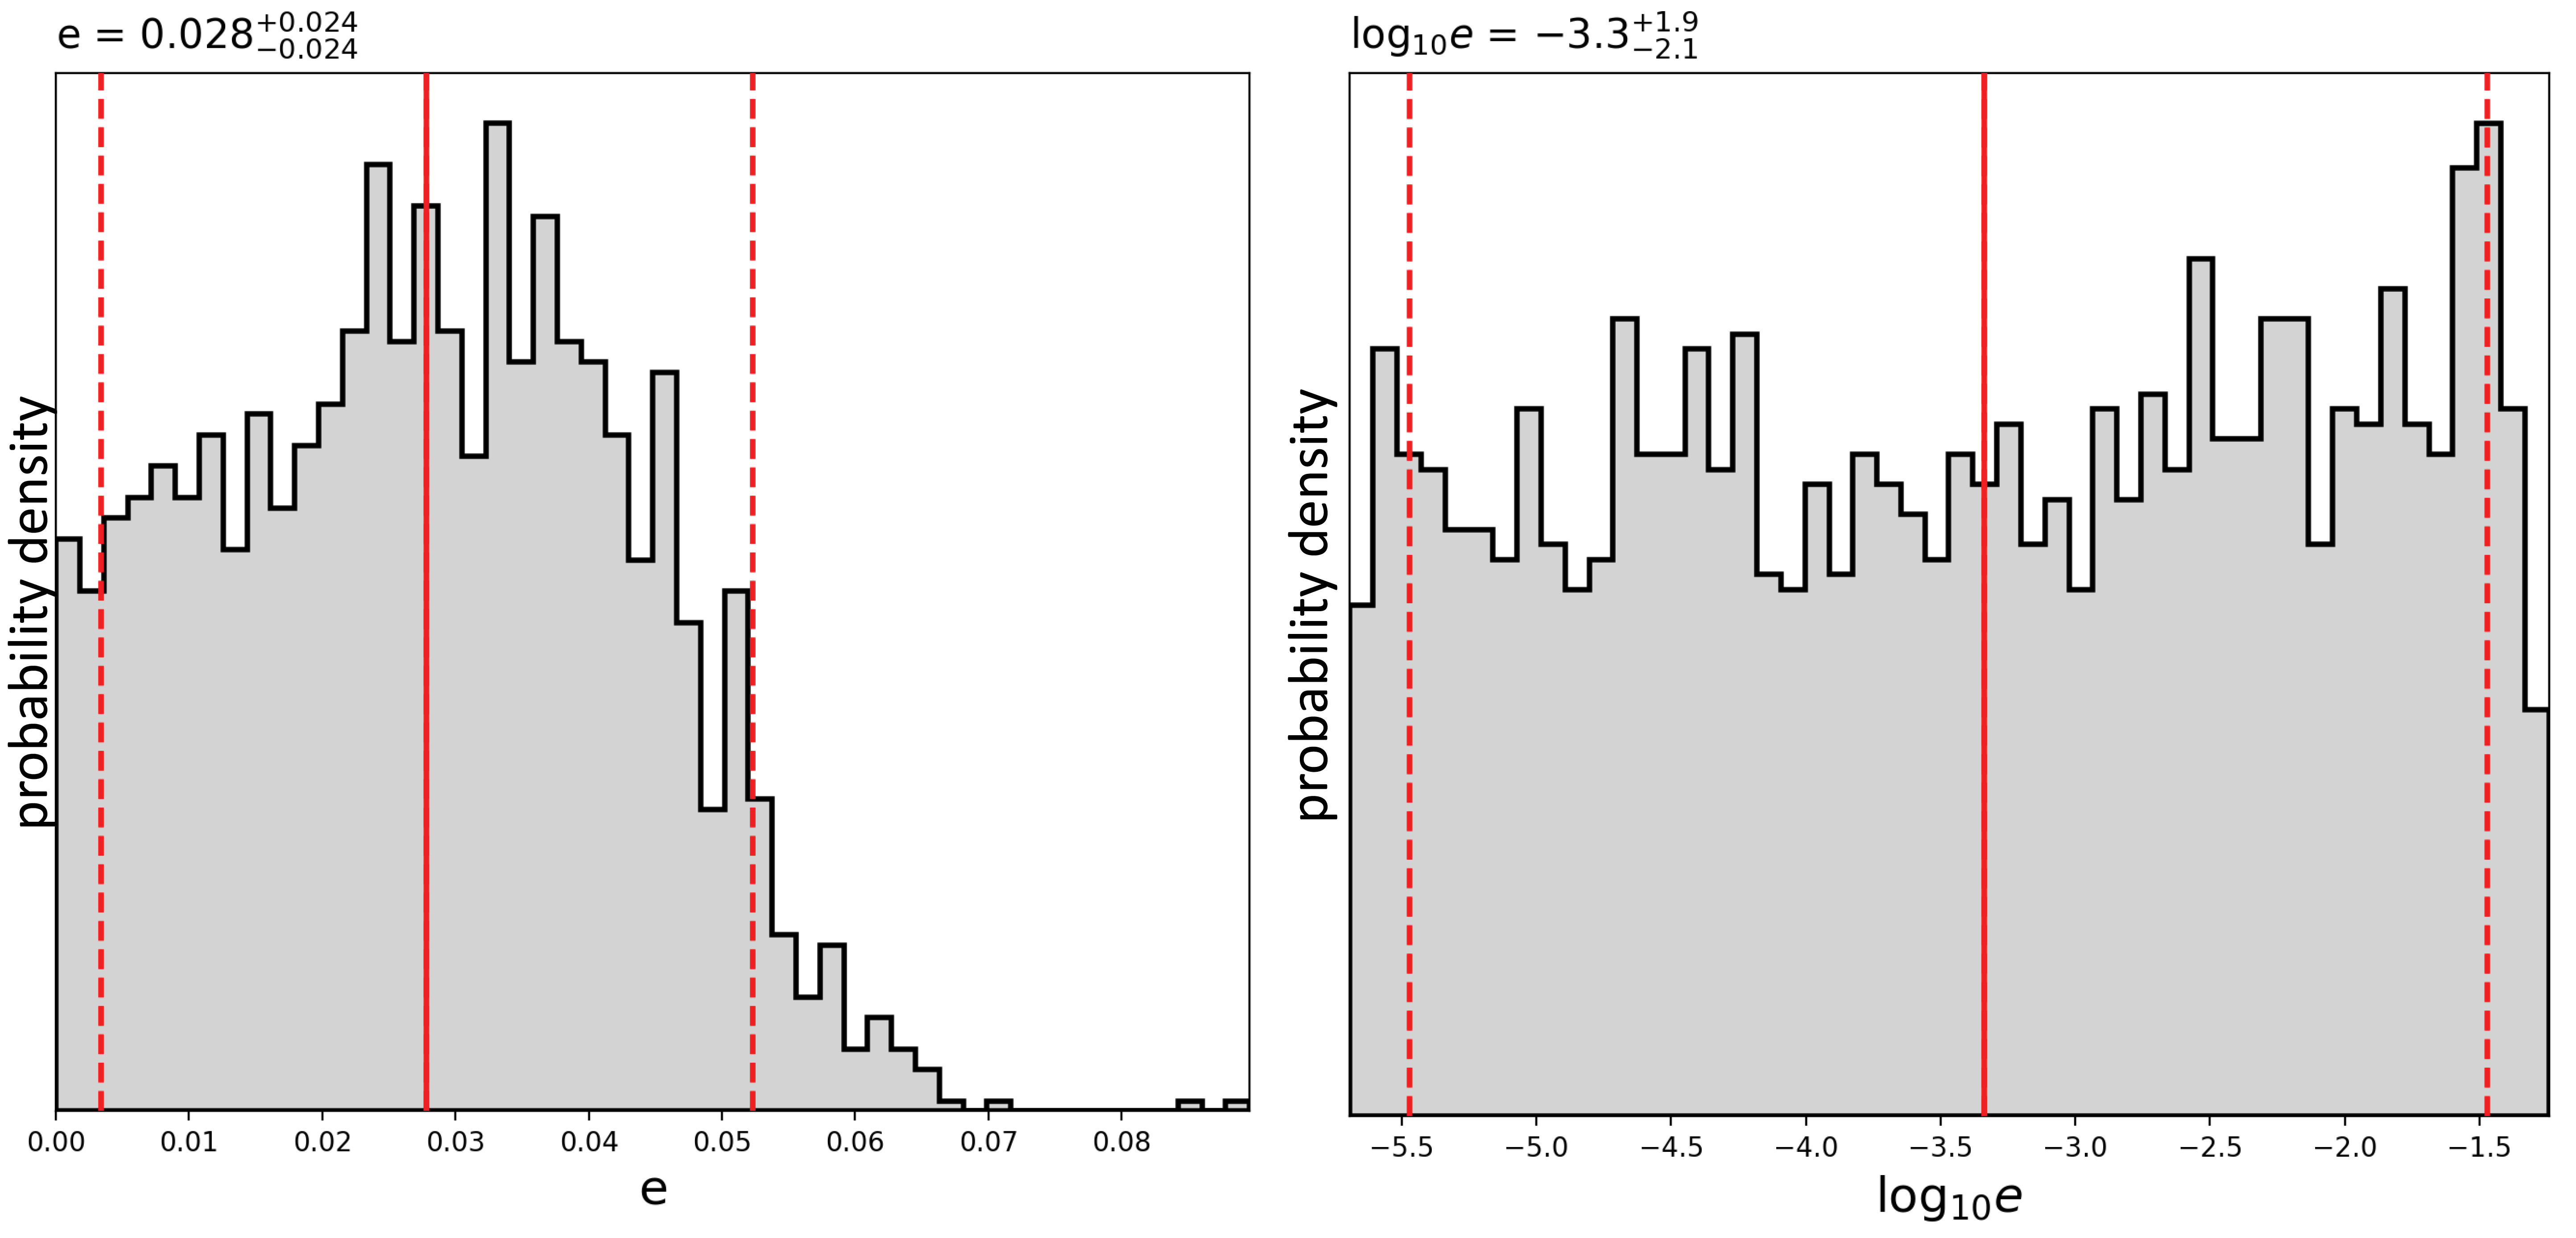 e = 0.028+0.024 −0.024
probability density
0.00 0.01 0.02 0.03 0.04 0.05 0.06 0.07 0.08
e
log10e = −3.3+1.9 −2.1
probability density
−5.5 −5.0 −4.5 −4.0 −3.5 −3.0 −2.5 −2.0 −1.5
log10e